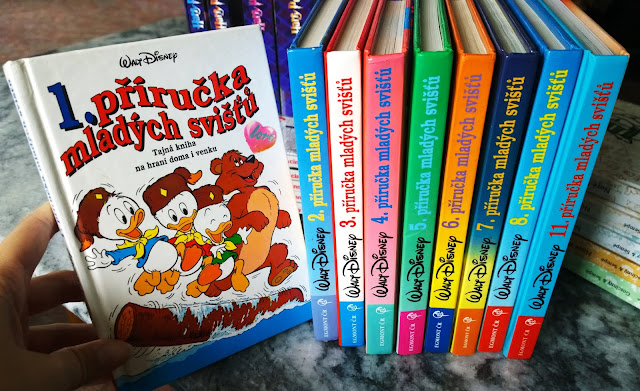 WALT DISNEY
1. příručka
mladých svišťů
Tajná kniha
na hraní doma i venku
WALT DISNEY 2. příručka mladých svišťů
EGMONT ČR
WALT DISNEY 3. příručka mladých svišťů
EGMONT ČR
WALT DISNEY 4. příručka mladých svišťů
EGMONT ČR
WALT DISNEY 5. příručka mladých svišťů
EGMONT ČR
WALT DISNEY 6. příručka mladých svišťů
EGMONT ČR
WALT DISNEY 7. příručka mladých svišťů
EGMONT ČR
WALT DISNEY 8. příručka mladých svišťů
EGMONT ČR
WALT DISNEY 11. příručka mladých svišťů
EGMONT ČR